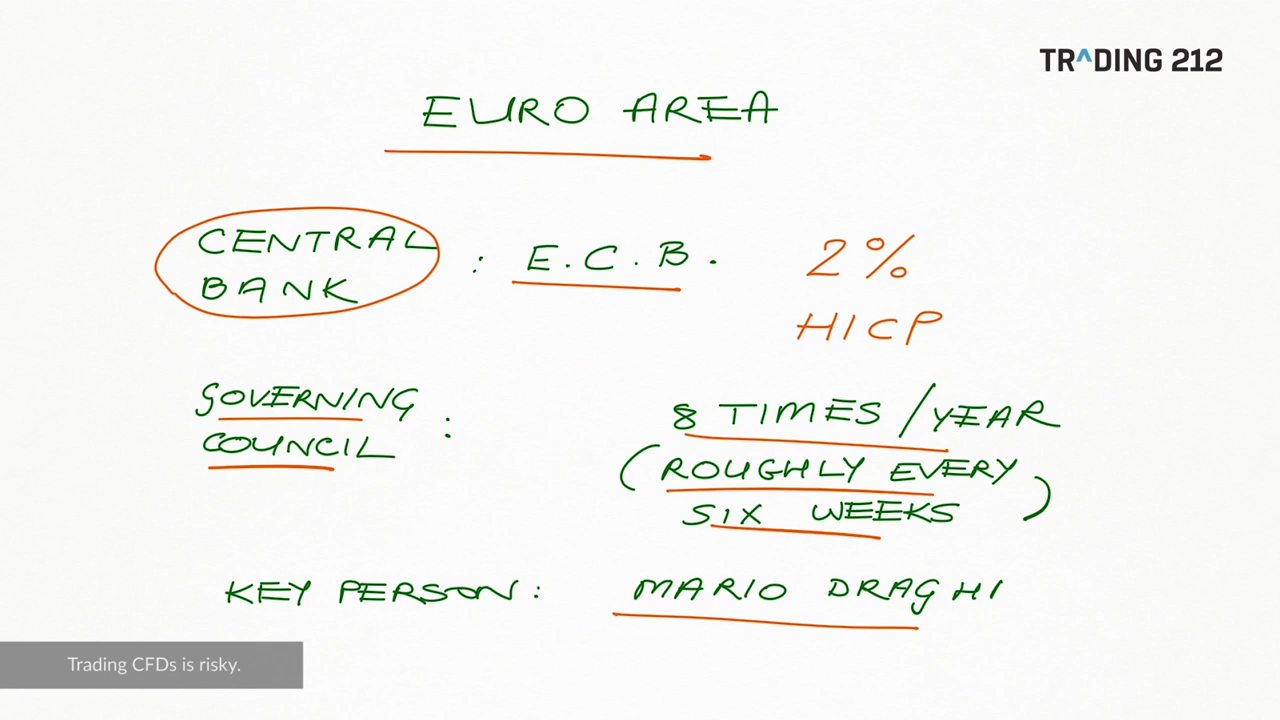 TRADING 212
EURO AREA
CENTRAL
BANK
: E.C.B.
2%
HICP
GOVERNING
COUNCIL :
8 TIMES / YEAR
(ROUGHLY EVERY
SIX WEEKS)
KEY PERSON: MARIO DRAGHI
Trading CFDs is risky.